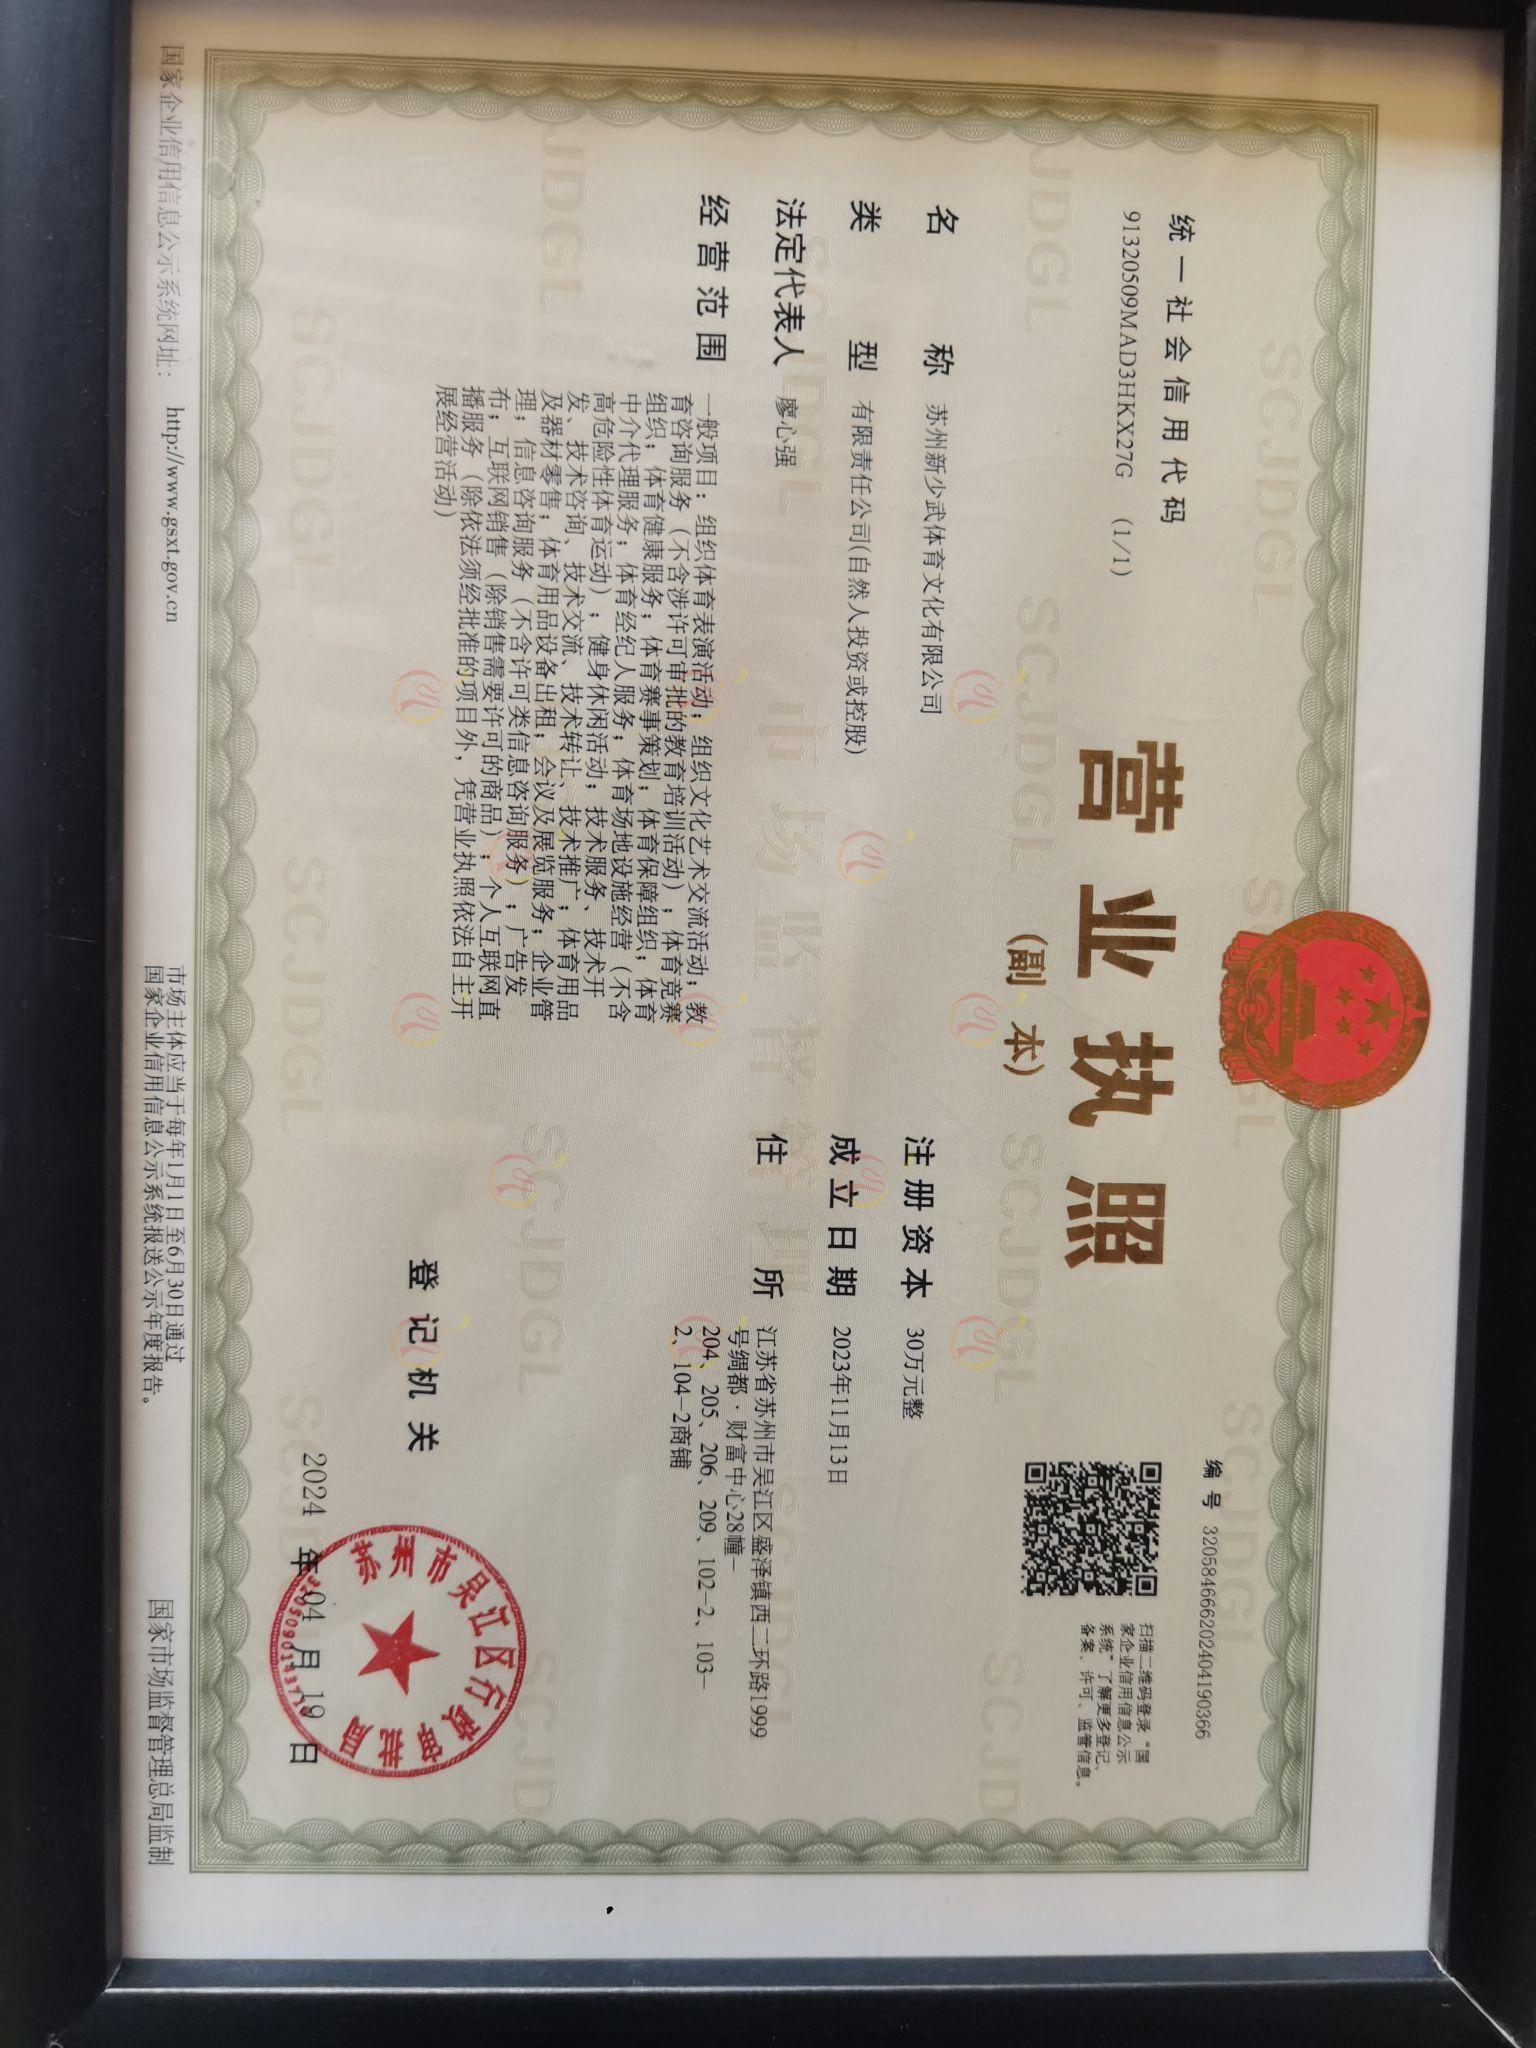 编号 320584666202404190366
统一社会信用代码
91320509MAD3HKX27G (1/1)
营业执照
(副 本)
扫描二维码登录“国
家企业信用信息公示
系统”了解更多登记、
备案、许可、监管信息。
名称 苏州新少武体育文化有限公司
类型 有限责任公司(自然人投资或控股)
法定代表人 廖心强
经营范围 一般项目：组织体育表演活动；组织文化艺术交流活动；教
育咨询服务（不含涉许可审批的教育培训活动）；体育竞赛
组织；体育健康服务；体育赛事策划；体育保障组织；体育
中介代理服务；体育经纪人服务；体育场地设施经营（不含
高危险性体育运动）；健身休闲活动；技术服务、技术开
发、技术咨询、技术交流、技术转让、技术推广；体育用品
及器材零售；体育用品设备出租；会议及展览服务；企业管
理；信息咨询服务（不含许可类信息咨询服务）；广告发
布；互联网销售（除销售需要许可的商品）；个人互联网直
播服务（除依法须经批准的项目外，凭营业执照依法自主开
展经营活动）
注册资本 30万元整
成立日期 2023年11月13日
住所 江苏省苏州市吴江区盛泽镇西二环路1999
号绸都·财富中心28幢-
204、205、206、209、102-2、103-
2、104-2商铺
登记机关
苏州市吴江区行政审批局
2024 年 04 月 19 日
国家企业信用信息公示系统网址： http://www.gsxt.gov.cn
市场主体应当于每年1月1日至6月30日通过
国家企业信用信息公示系统报送公示年度报告。
国家市场监督管理总局监制
SCJDGL
市场监督管理